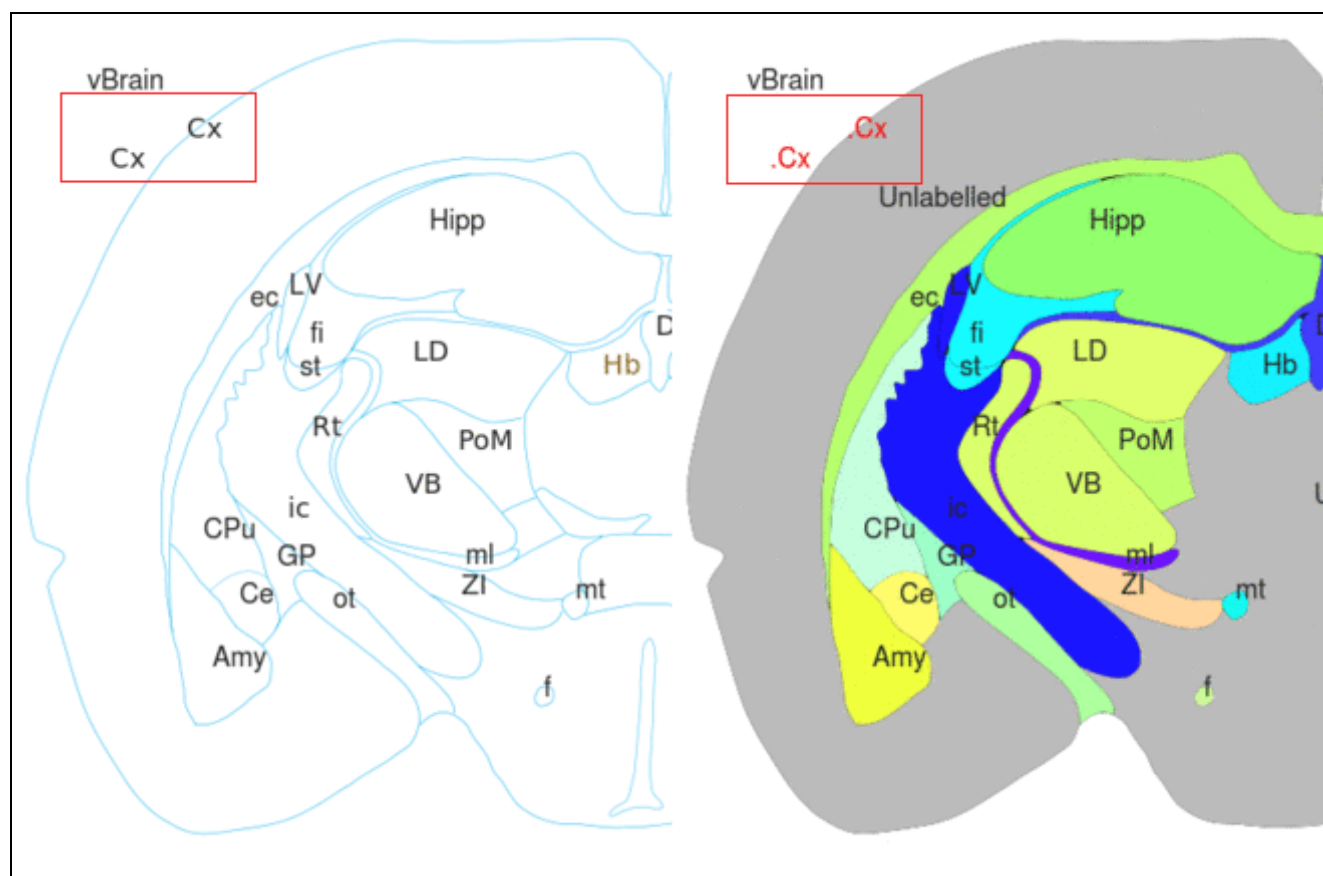 vBrain
Cx
Cx
Hipp
LV
ec
fi
st
LD
Hb
D
Rt
PoM
VB
ic
CPu
GP
ml
ZI
Ce
ot
mt
Amy
f
vBrain
.Cx
.Cx
Unlabelled
Hipp
LV
ec
fi
st
LD
Hb
Rt
PoM
VB
ic
CPu
GP
ml
ZI
Ce
ot
mt
Amy
f